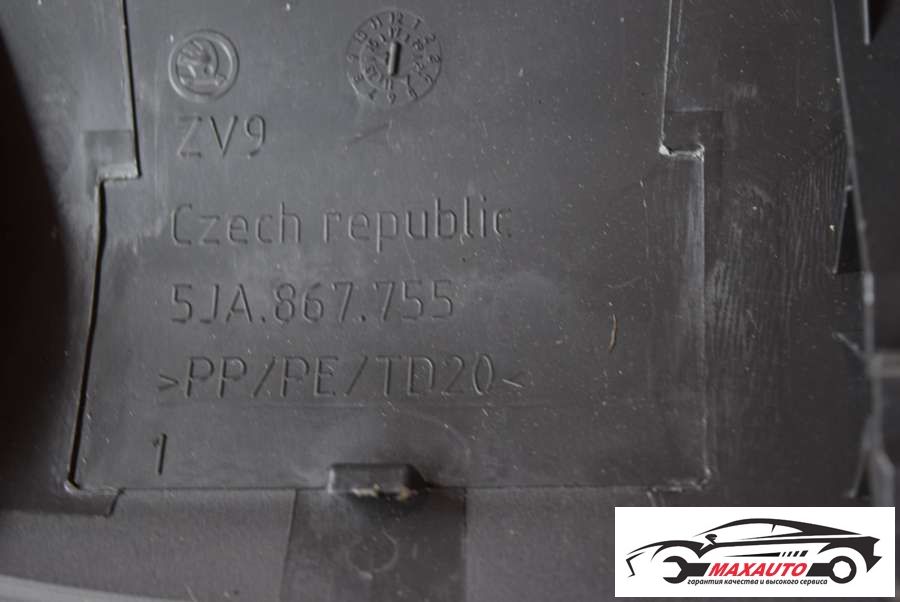 ZV9
Czech republic
5JA.867.755
>PP/PE/TD20<
1
MAXAUTO
гарантия качества и высокого сервиса